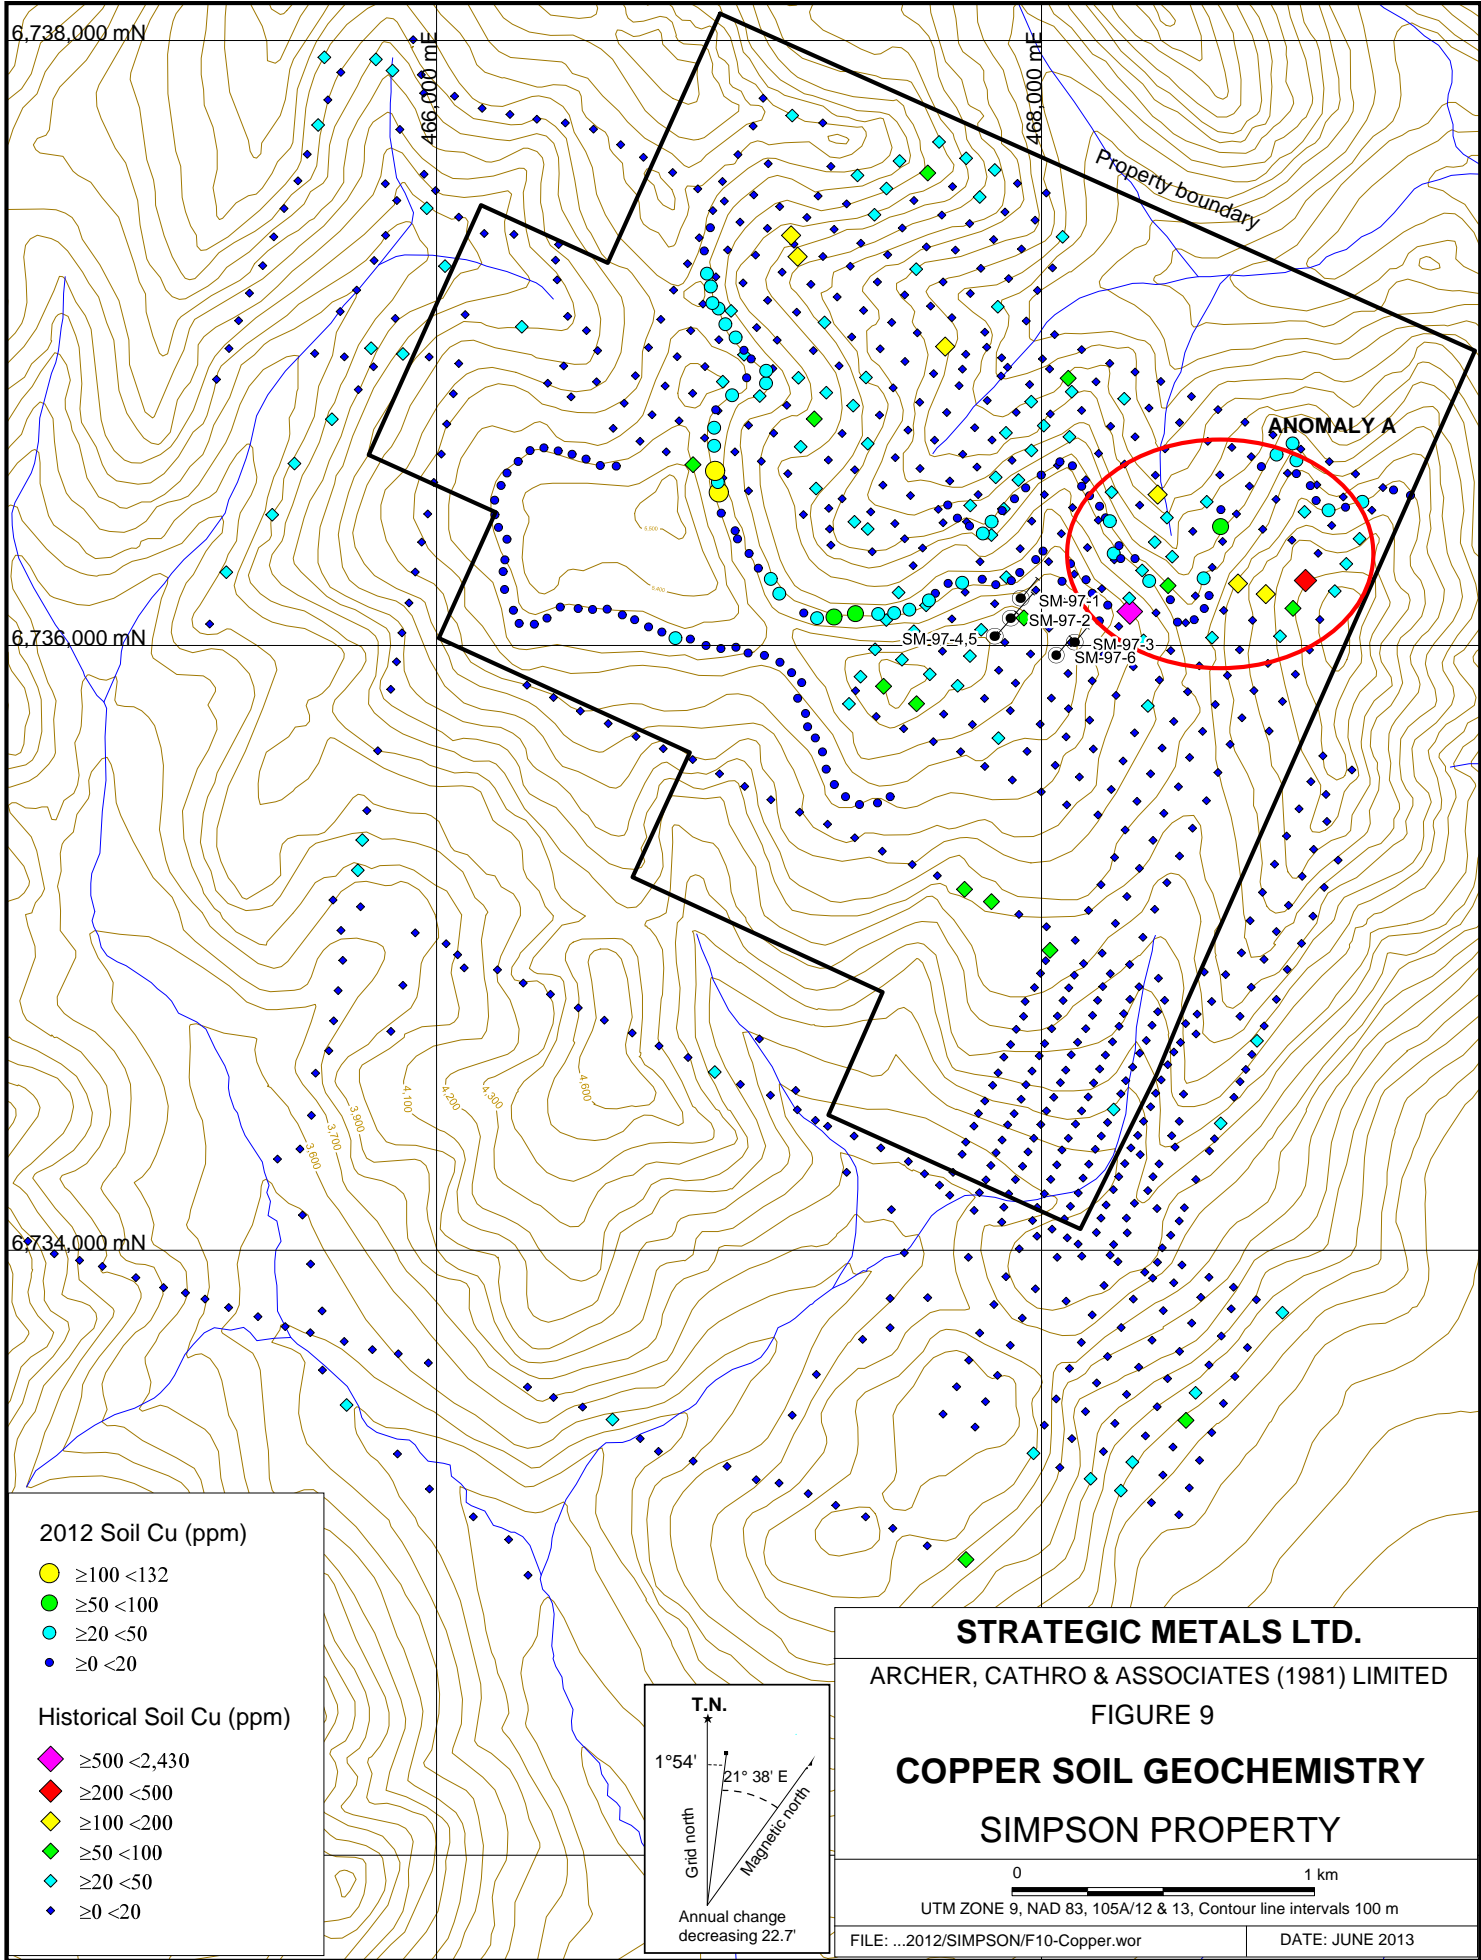 6,738,000 mN
466,000 mE
468,000 mE
Property boundary
ANOMALY A
5,500
5,400
SM-97-1
SM-97-2
SM-97-4,5
SM-97-3
SM-97-6
6,736,000 mN
4,600
4,300
4,200
4,100
3,900
3,700
3,600
6,734,000 mN
2012 Soil Cu (ppm)
≥100 <132
≥50 <100
≥20 <50
≥0 <20
Historical Soil Cu (ppm)
≥500 <2,430
≥200 <500
≥100 <200
≥50 <100
≥20 <50
≥0 <20
T.N.
1°54'
21° 38' E
Grid north
Magnetic north
Annual change
decreasing 22.7'
STRATEGIC METALS LTD.
ARCHER, CATHRO & ASSOCIATES (1981) LIMITED
FIGURE 9
COPPER SOIL GEOCHEMISTRY
SIMPSON PROPERTY
0 1 km
UTM ZONE 9, NAD 83, 105A/12 & 13, Contour line intervals 100 m
FILE: ...2012/SIMPSON/F10-Copper.wor DATE: JUNE 2013